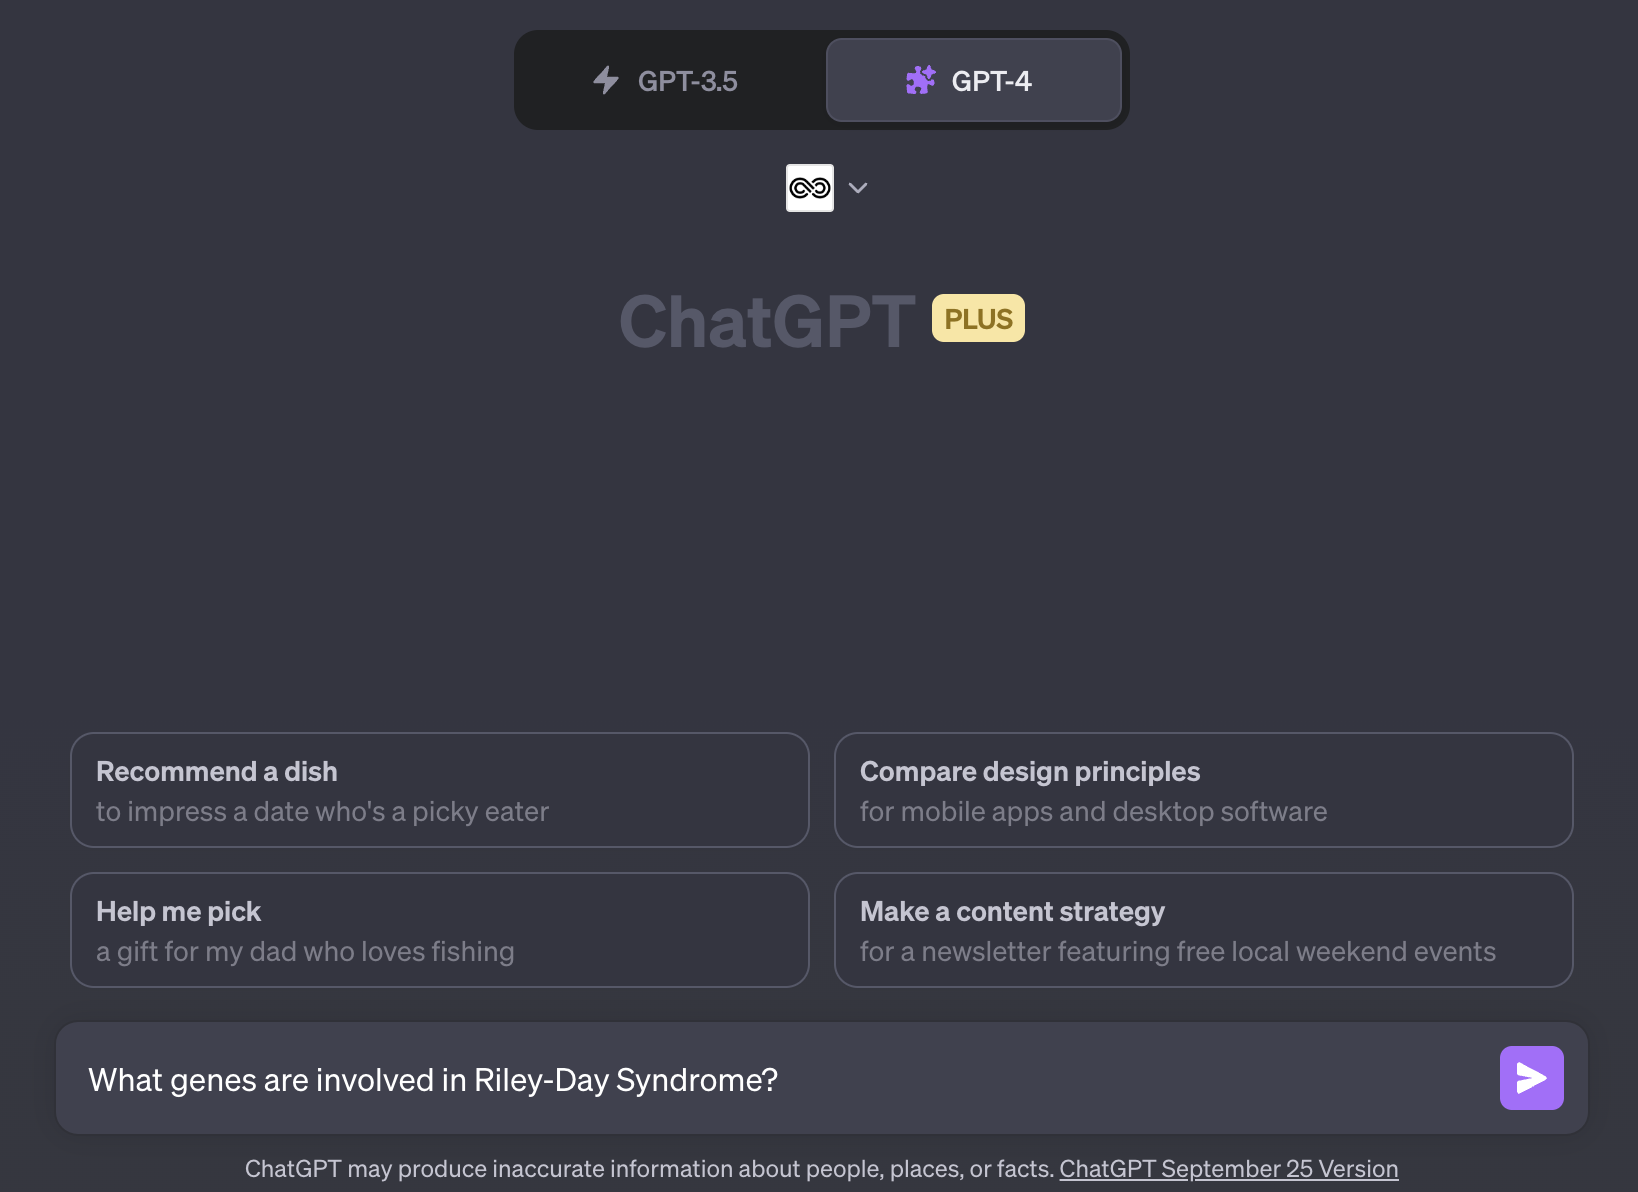 GPT-3.5
GPT-4
ChatGPT PLUS
Recommend a dish
to impress a date who's a picky eater
Compare design principles
for mobile apps and desktop software
Help me pick
a gift for my dad who loves fishing
Make a content strategy
for a newsletter featuring free local weekend events
What genes are involved in Riley-Day Syndrome?
ChatGPT may produce inaccurate information about people, places, or facts. ChatGPT September 25 Version